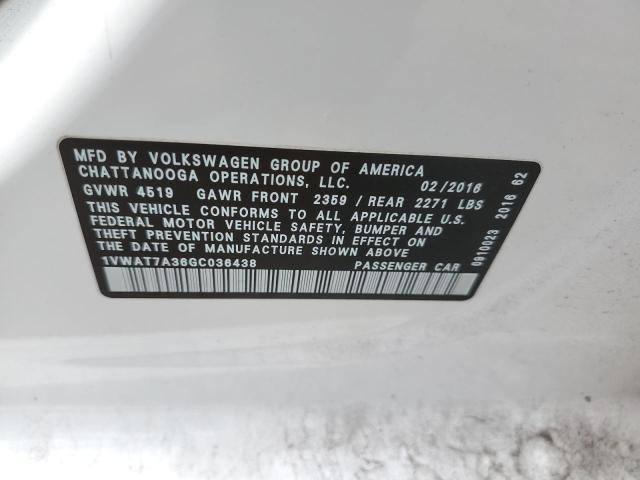 MFD BY VOLKSWAGEN GROUP OF AMERICA
CHATTANOOGA OPERATIONS, LLC. 02/2016
GVWR 4519 GAWR FRONT 2359 / REAR 2271 LBS
THIS VEHICLE CONFORMS TO ALL APPLICABLE U.S.
FEDERAL MOTOR VEHICLE SAFETY, BUMPER AND
THEFT PREVENTION STANDARDS IN EFFECT ON
THE DATE OF MANUFACTURE SHOWN ABOVE
1VWAT7A36GC036438 PASSENGER CAR
0910023 2016 62